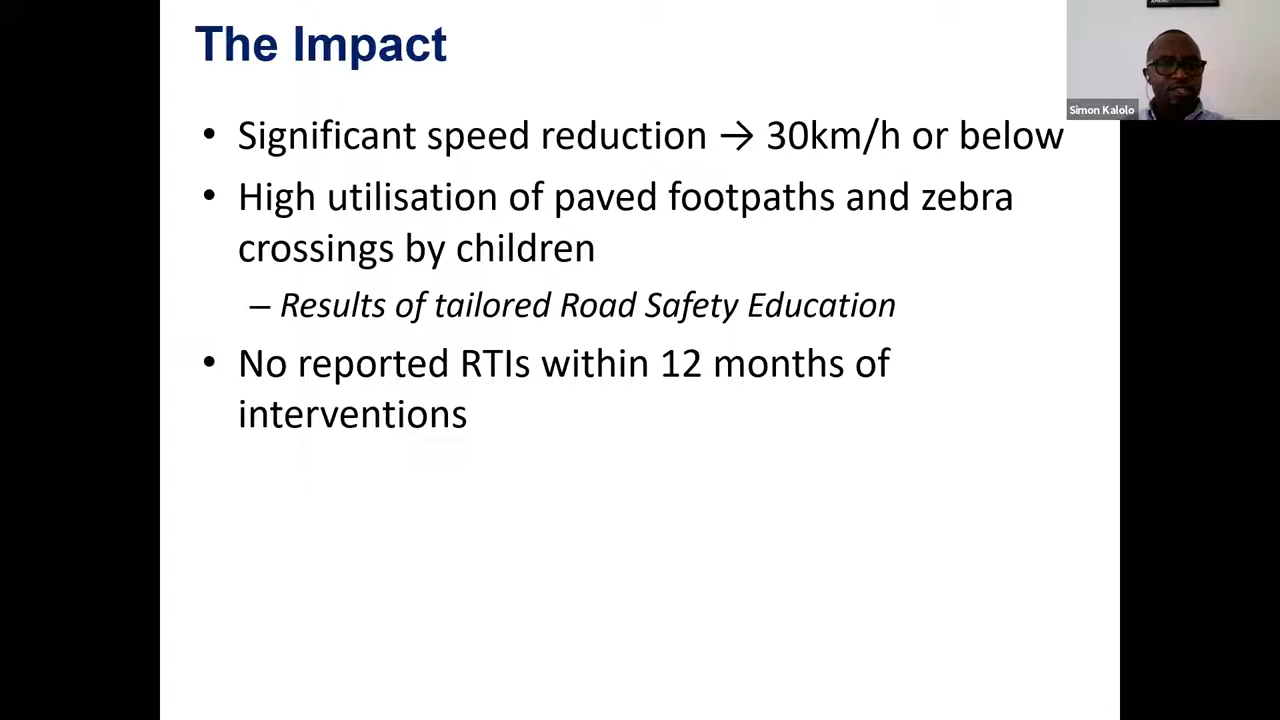 The Impact
Simon Kalolo
• Significant speed reduction → 30km/h or below
• High utilisation of paved footpaths and zebra
crossings by children
– Results of tailored Road Safety Education
• No reported RTIs within 12 months of
interventions